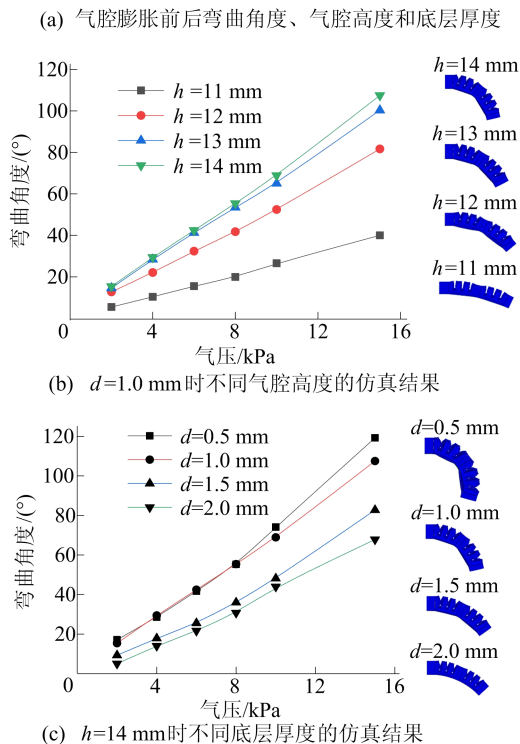 (a) 气腔膨胀前后弯曲角度、气腔高度和底层厚度
120
100
80
60
40
20
0
4
8
12
16
弯曲角度/(°)
气压/kPa
h =11 mm
h =12 mm
h =13 mm
h =14 mm
h=14 mm
h=13 mm
h=12 mm
h=11 mm
(b) d=1.0 mm时不同气腔高度的仿真结果
120
100
80
60
40
20
0
4
8
12
16
弯曲角度/(°)
气压/kPa
d=0.5 mm
d=1.0 mm
d=1.5 mm
d=2.0 mm
d=0.5 mm
d=1.0 mm
d=1.5 mm
d=2.0 mm
(c) h=14 mm时不同底层厚度的仿真结果